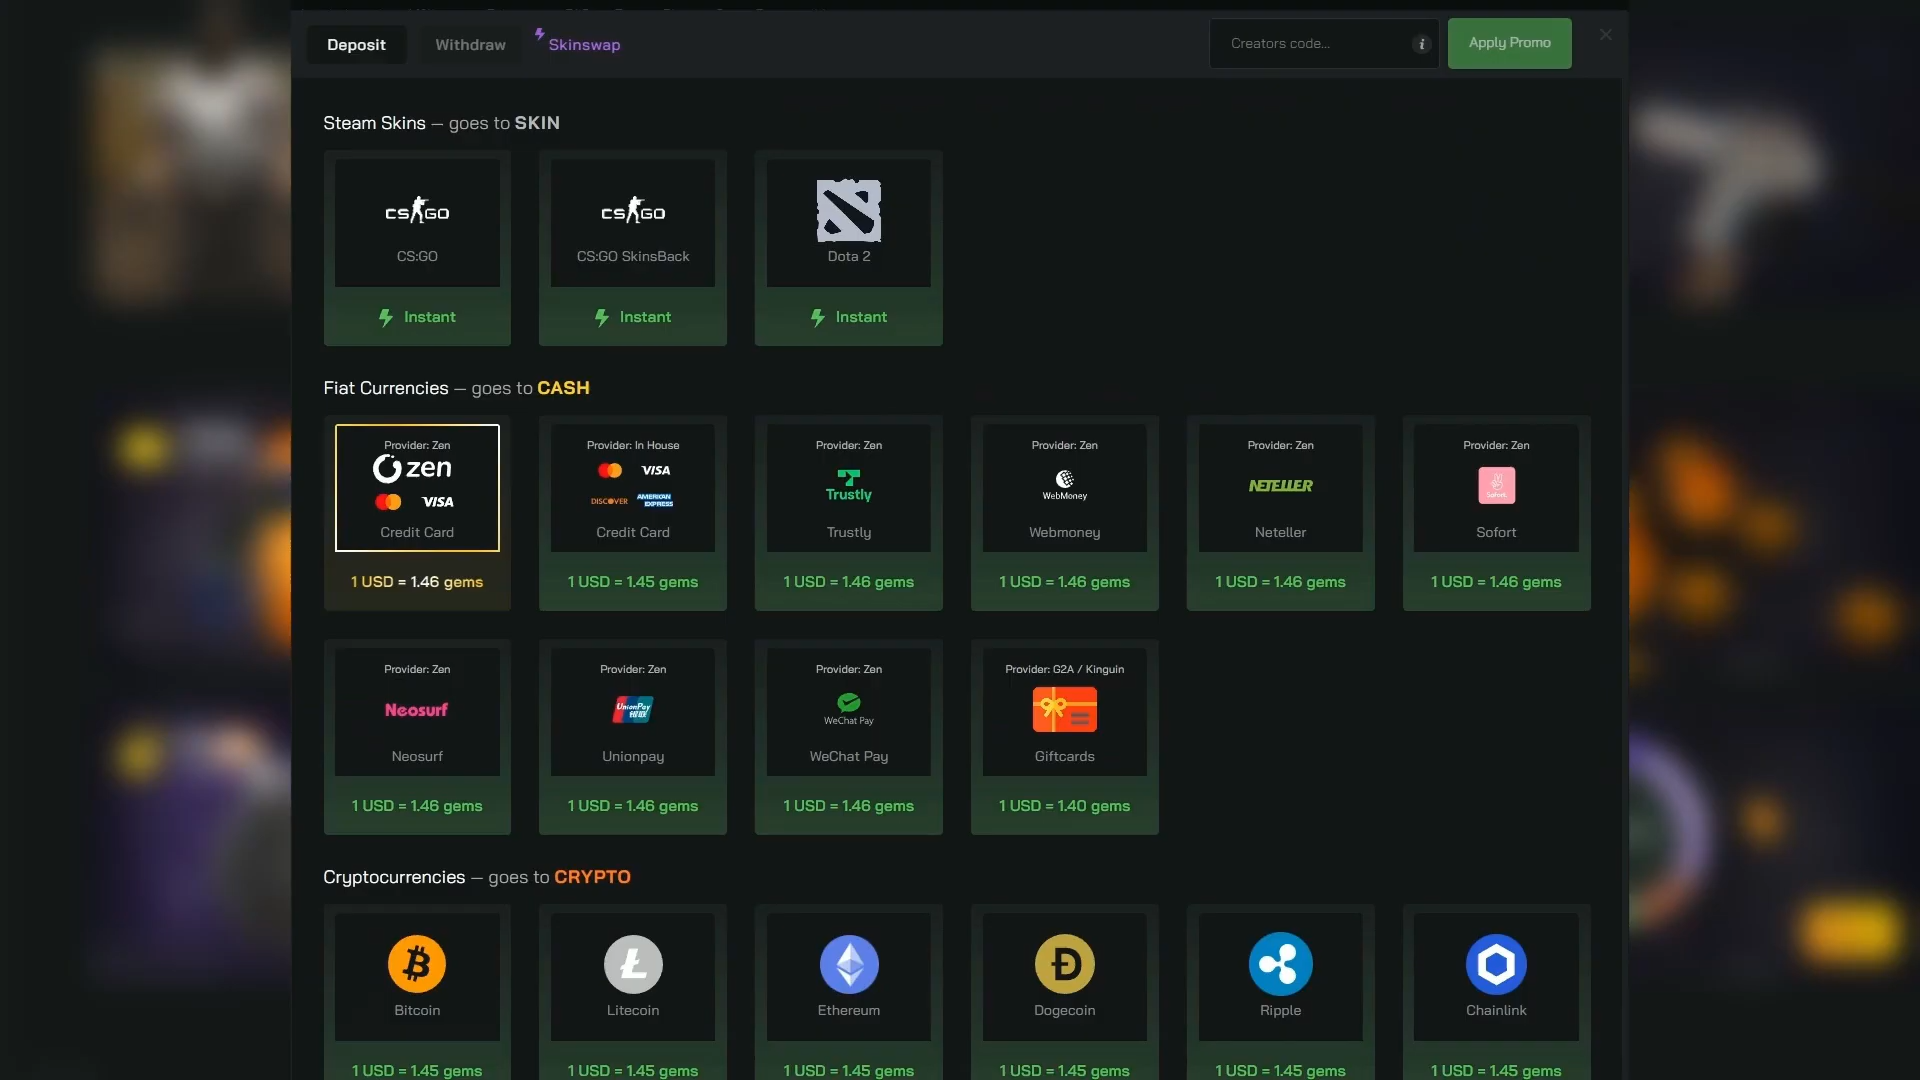 Deposit
Withdraw
Skinswap
Creators code...
Apply Promo
Steam Skins — goes to SKIN
CS GO
CS GO
CS:GO
CS:GO SkinsBack
Dota 2
Instant
Instant
Instant
Fiat Currencies — goes to CASH
Provider: Zen
Provider: In House
Provider: Zen
Provider: Zen
Provider: Zen
Provider: Zen
zen
VISA
VISA
DISCOVER
AMERICAN EXPRESS
Trustly
WebMoney
NETELLER
Sofort
Credit Card
Credit Card
Trustly
Webmoney
Neteller
Sofort
1 USD = 1.46 gems
1 USD = 1.45 gems
1 USD = 1.46 gems
1 USD = 1.46 gems
1 USD = 1.46 gems
1 USD = 1.46 gems
Provider: Zen
Provider: Zen
Provider: Zen
Provider: G2A / Kinguin
Neosurf
UnionPay
银联
WeChat Pay
Neosurf
Unionpay
WeChat Pay
Giftcards
1 USD = 1.46 gems
1 USD = 1.46 gems
1 USD = 1.46 gems
1 USD = 1.40 gems
Cryptocurrencies — goes to CRYPTO
Bitcoin
Litecoin
Ethereum
Dogecoin
Ripple
Chainlink
1 USD = 1.45 gems
1 USD = 1.45 gems
1 USD = 1.45 gems
1 USD = 1.45 gems
1 USD = 1.45 gems
1 USD = 1.45 gems